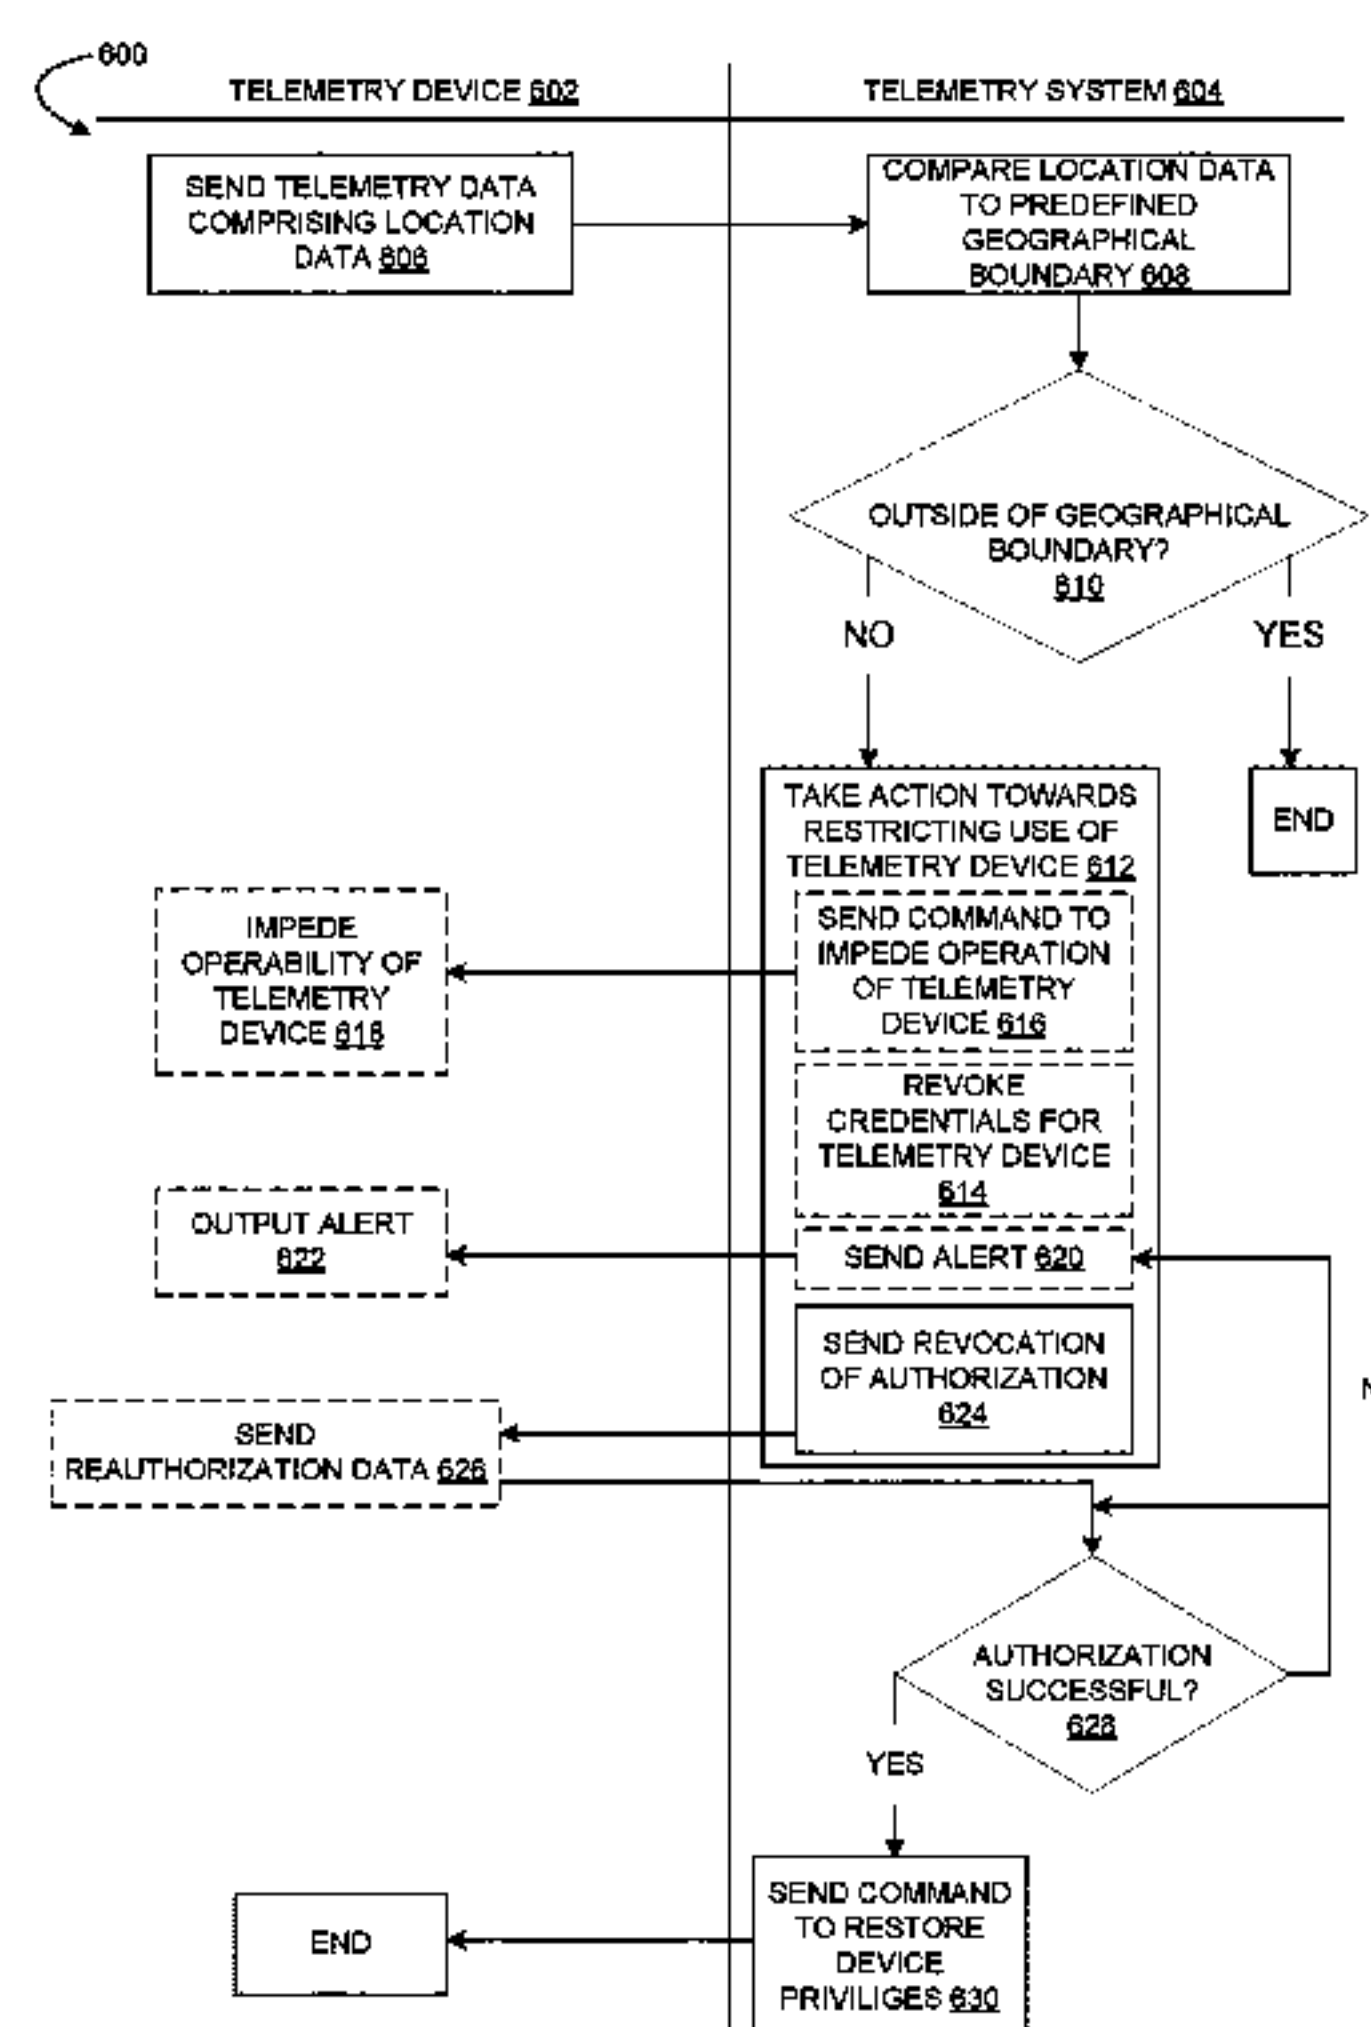 600
TELEMETRY DEVICE 602
TELEMETRY SYSTEM 604
SEND TELEMETRY DATA
COMPRISING LOCATION
DATA 606
COMPARE LOCATION DATA
TO PREDEFINED
GEOGRAPHICAL
BOUNDARY 608
OUTSIDE OF GEOGRAPHICAL
BOUNDARY?
610
NO
YES
TAKE ACTION TOWARDS
RESTRICTING USE OF
TELEMETRY DEVICE 612
END
SEND COMMAND TO
IMPEDE OPERATION
OF TELEMETRY
DEVICE 616
IMPEDE
OPERABILITY OF
TELEMETRY
DEVICE 618
REVOKE
CREDENTIALS FOR
TELEMETRY DEVICE
614
OUTPUT ALERT
622
SEND ALERT 620
SEND REVOCATION
OF AUTHORIZATION
624
SEND
REAUTHORIZATION DATA 626
AUTHORIZATION
SUCCESSFUL?
628
YES
SEND COMMAND
TO RESTORE
DEVICE
PRIVILIGES 630
END